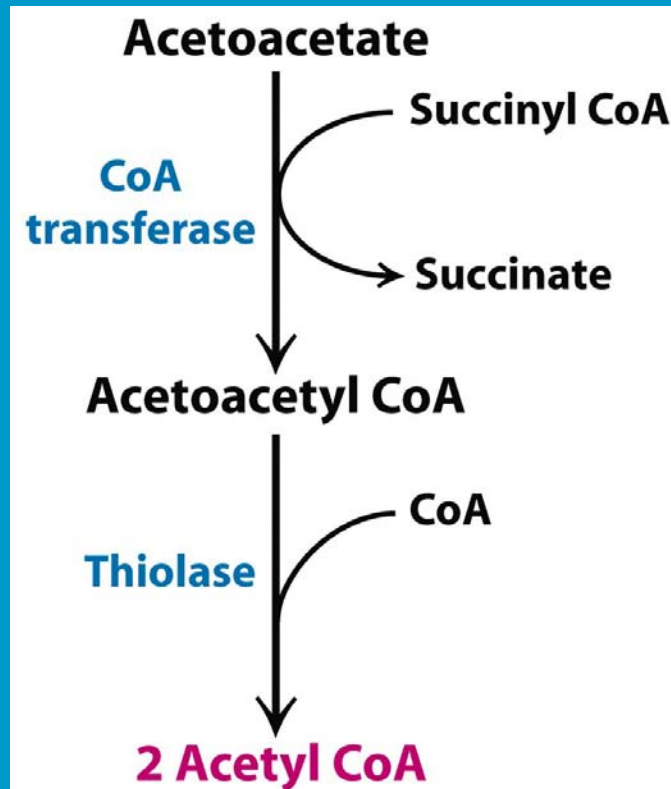 Acetoacetate
Succinyl CoA
CoA
transferase
Succinate
Acetoacetyl CoA
CoA
Thiolase
2 Acetyl CoA